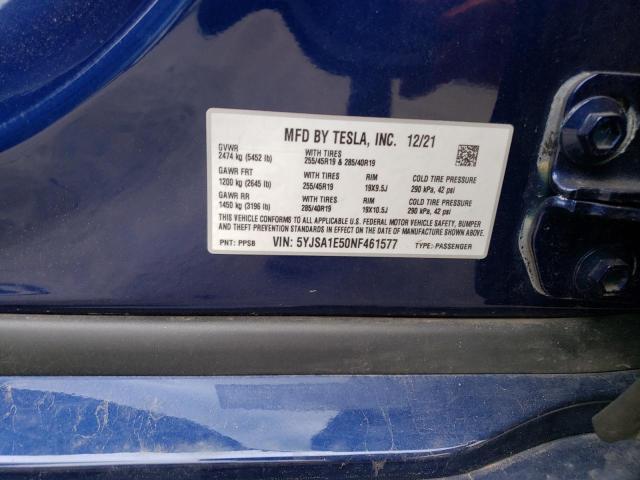 MFD BY TESLA, INC. 12/21
GVWR
2474 kg (5452 lb) WITH TIRES 255/45R19 & 285/40R19
GAWR FRT WITH TIRES RIM COLD TIRE PRESSURE
1200 kg (2645 lb) 255/45R19 19X9.5J 290 kPa, 42 psi
GAWR RR WITH TIRES RIM COLD TIRE PRESSURE
1450 kg (3196 lb) 285/40R19 19X10.5J 290 kPa, 42 psi
THIS VEHICLE CONFORMS TO ALL APPLICABLE U.S. FEDERAL MOTOR VEHICLE SAFETY, BUMPER
AND THEFT PREVENTION STANDARDS IN EFFECT ON THE DATE OF MANUFACTURE SHOWN ABOVE.
PNT: PPSB VIN: 5YJSA1E50NF461577 TYPE: PASSENGER